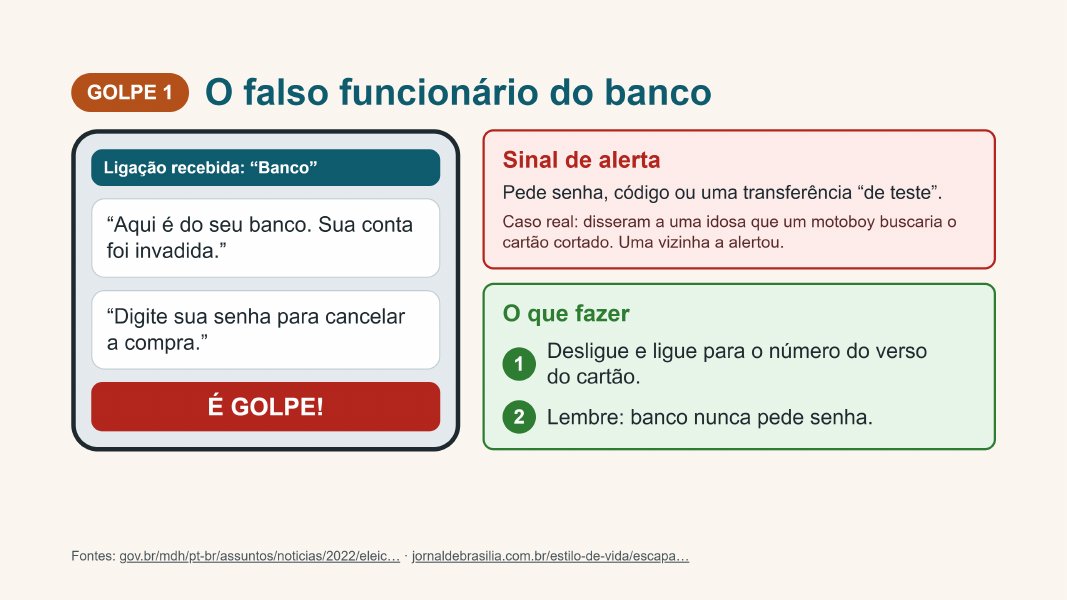 GOLPE 1 O falso funcionário do banco
Ligação recebida: “Banco”
“Aqui é do seu banco. Sua conta
foi invadida.”
“Digite sua senha para cancelar
a compra.”
É GOLPE!
Sinal de alerta
Pede senha, código ou uma transferência “de teste”.
Caso real: disseram a uma idosa que um motoboy buscaria o
cartão cortado. Uma vizinha a alertou.
O que fazer
1 Desligue e ligue para o número do verso
do cartão.
2 Lembre: banco nunca pede senha.
Fontes: gov.br/mdh/pt-br/assuntos/noticias/2022/eleic… · jornaldebrasilia.com.br/estilo-de-vida/escapa…